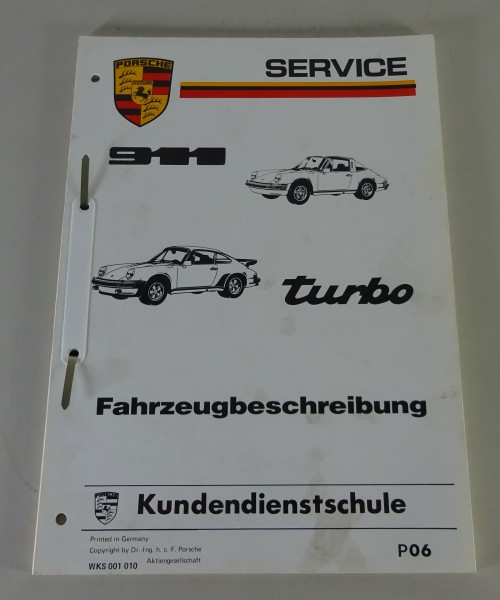 PORSCHE
SERVICE
911
turbo
Fahrzeugbeschreibung
PORSCHE
Kundendienstschule
Printed in Germany
Copyright by Dr.-Ing. h. c. F. Porsche
Aktiengesellschaft
WKS 001 010
P06